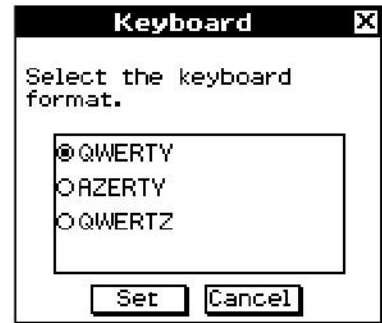 Keyboard
Select the keyboard
format.
QWERTY
AZERTY
QWERTZ
Set Cancel